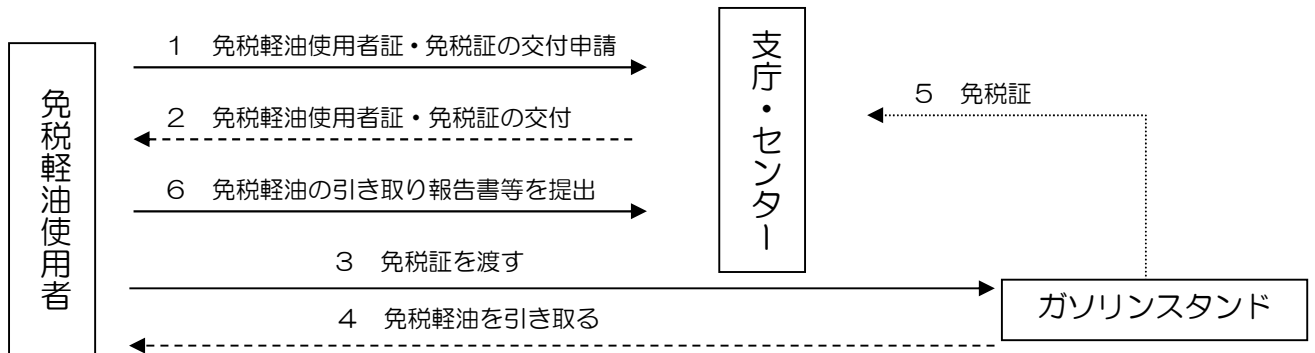 免税軽油使用者
1　免税軽油使用者証・免税証の交付申請
2　免税軽油使用者証・免税証の交付
6　免税軽油の引き取り報告書等を提出
3　免税証を渡す
4　免税軽油を引き取る
支庁・センター
5　免税証
ガソリンスタンド